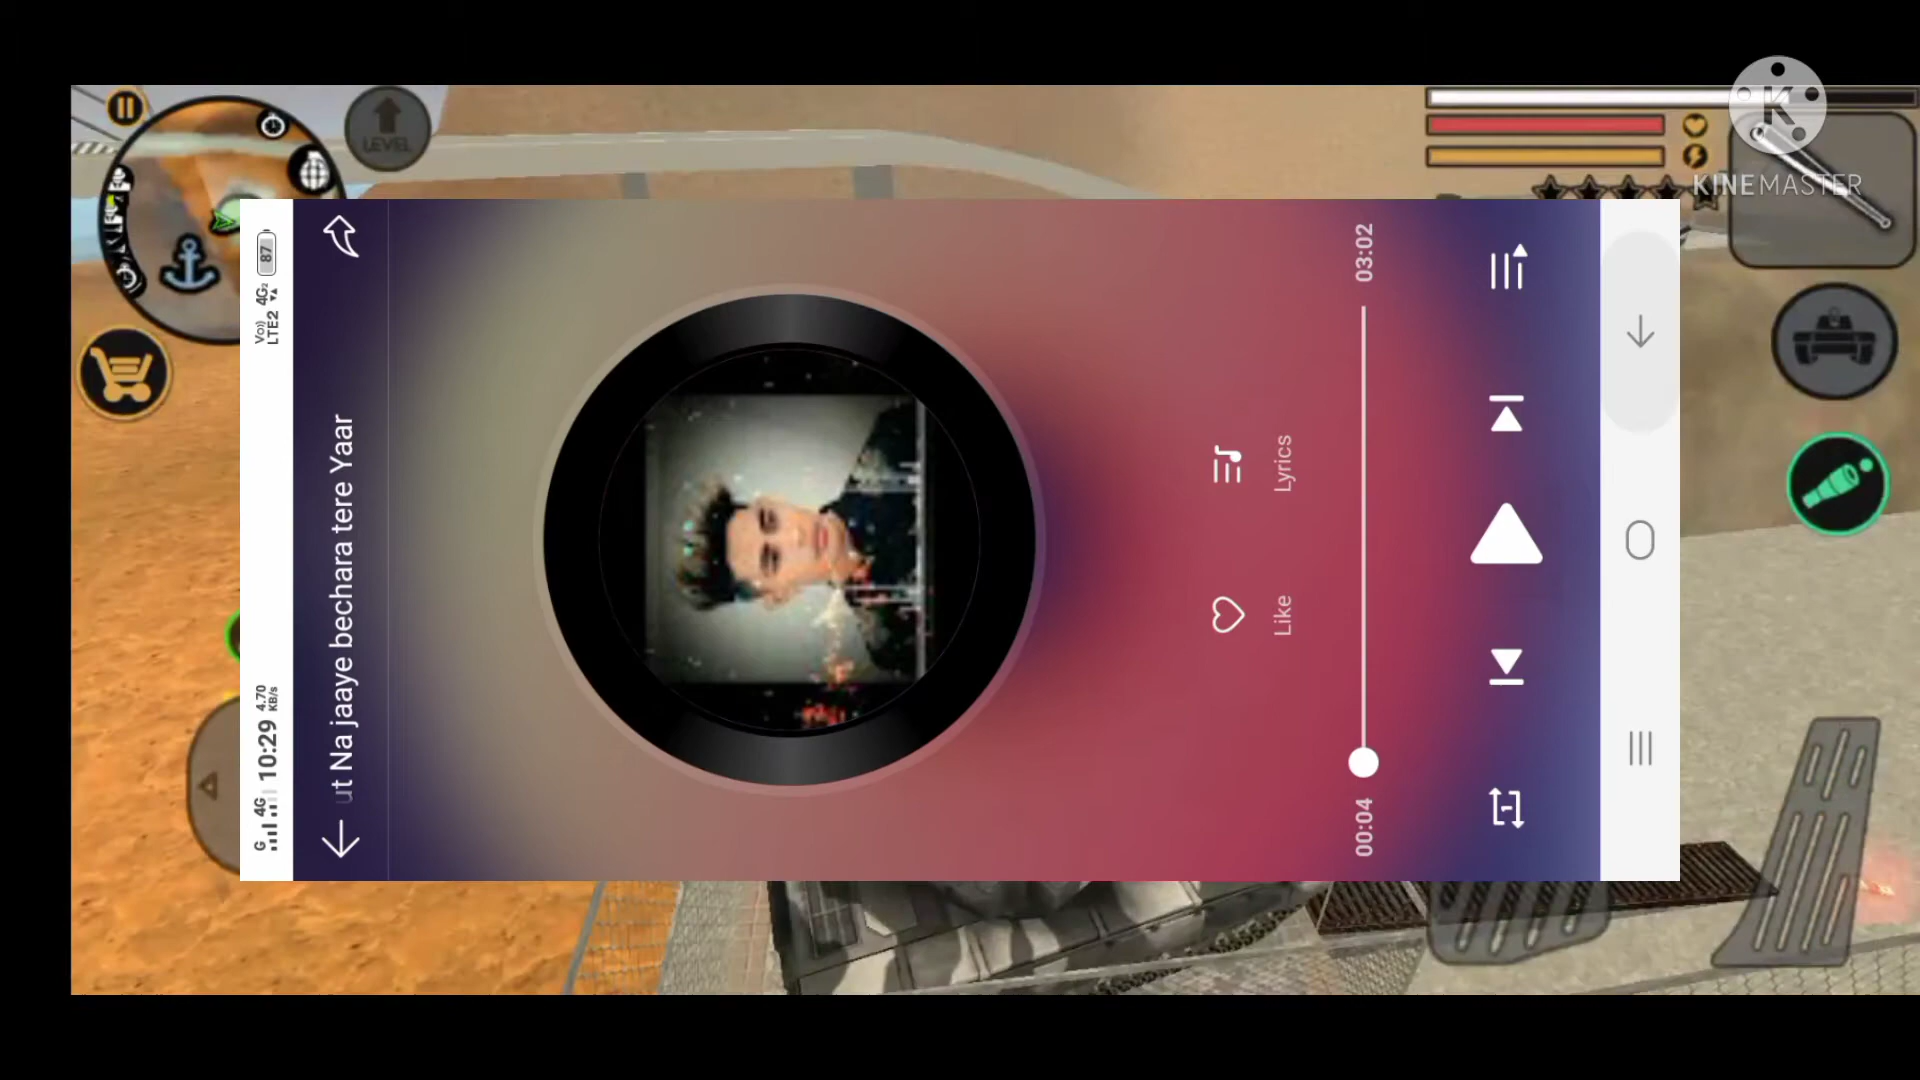 LEVEL
KINEMASTER
G 4G 10:29 4.70 KB/s
Vo)) LTE2 4G2 87
ut Na jaaye bechara tere Yaar
Like
Lyrics
00:04
03:02